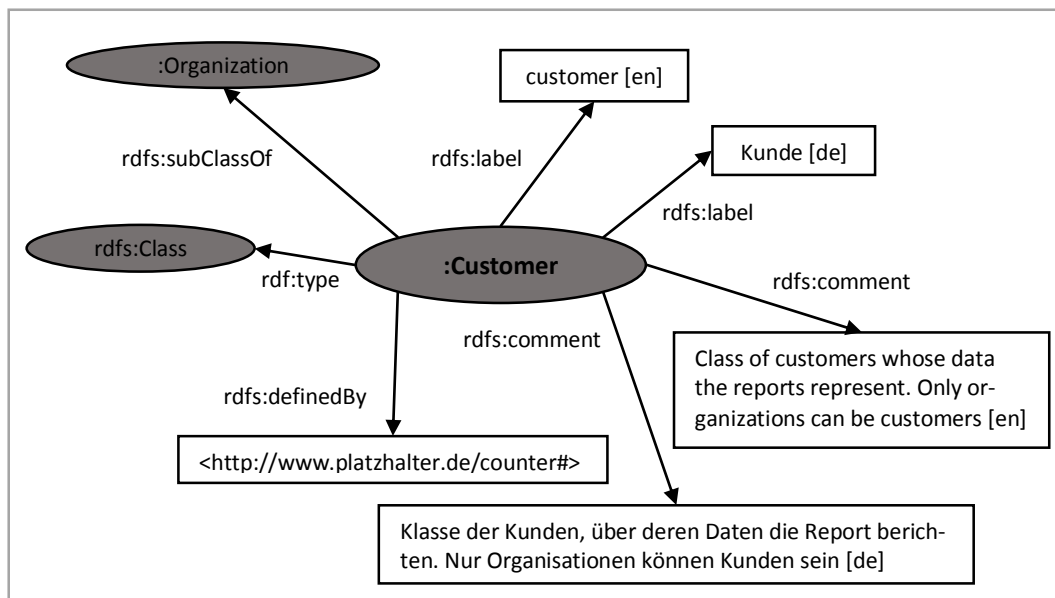 :Organization
customer [en]
rdfs:subClassOf
rdfs:label
Kunde [de]
rdfs:label
rdfs:Class
rdf:type
:Customer
rdfs:comment
rdfs:comment
Class of customers whose data
the reports represent. Only or-
ganizations can be customers [en]
rdfs:definedBy
<http://www.platzhalter.de/counter#>
Klasse der Kunden, über deren Daten die Report berich-
ten. Nur Organisationen können Kunden sein [de]